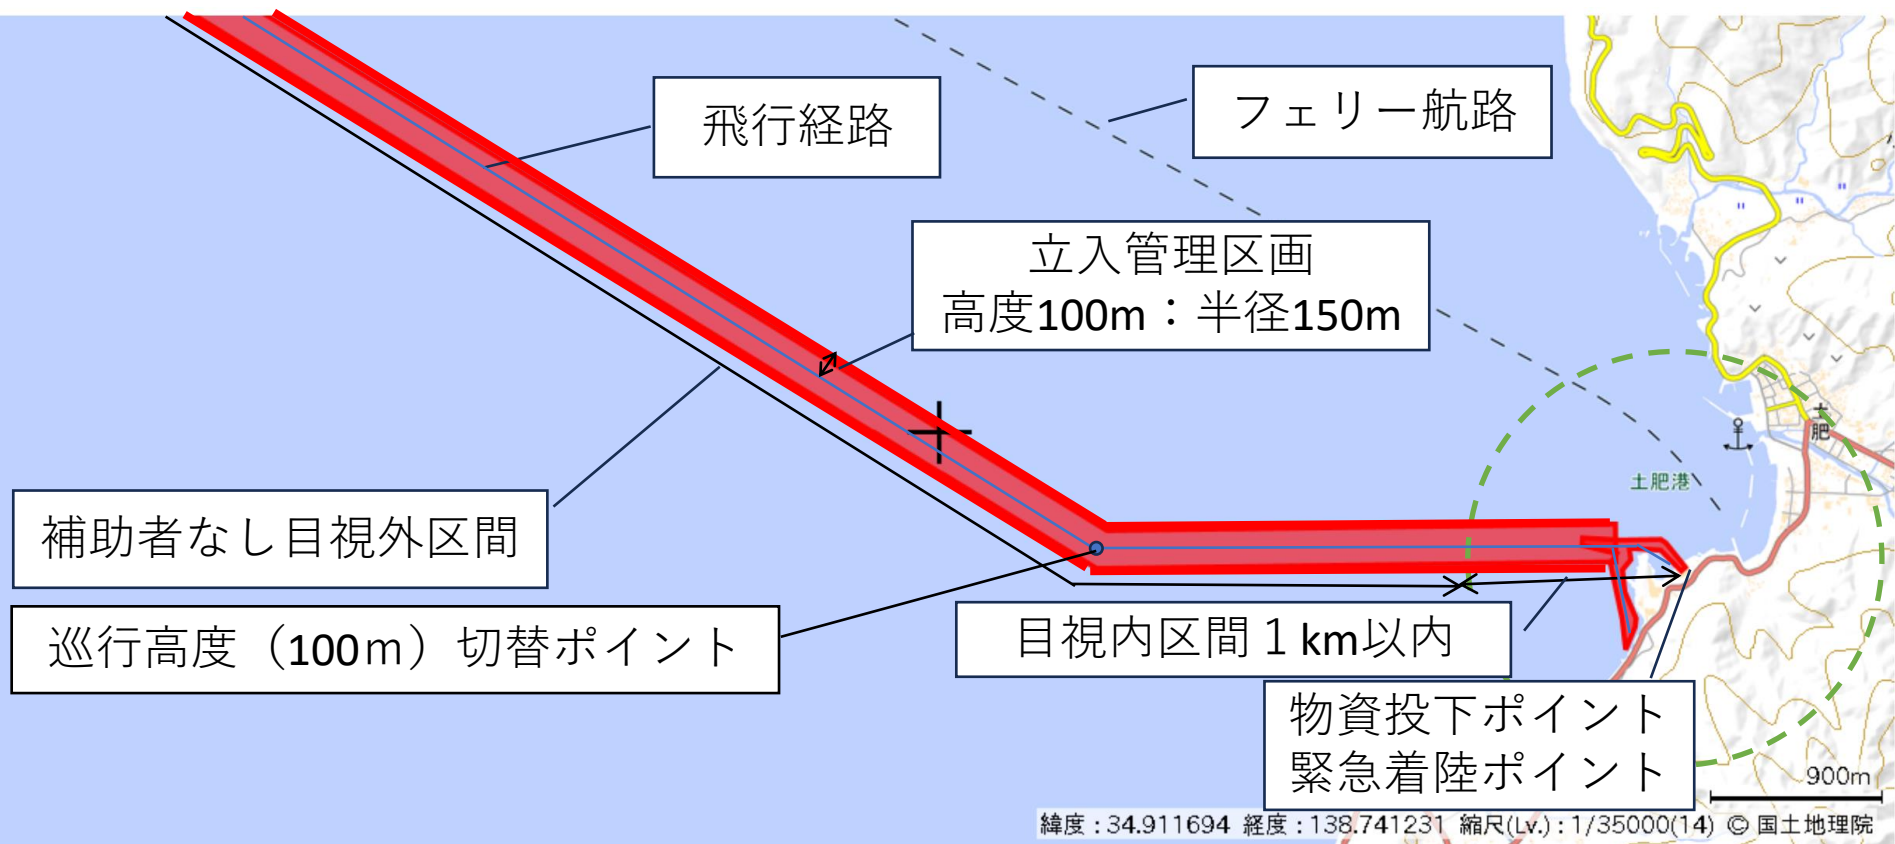 飛行経路
フェリー航路
立入管理区画
高度100m：半径150m
土肥
土肥港
補助者なし目視外区間
巡行高度（100ｍ）切替ポイント
目視内区間１km以内
物資投下ポイント
緊急着陸ポイント
900m
緯度：34.911694 経度：138.741231 縮尺(Lv.)：1/35000(14) © 国土地理院